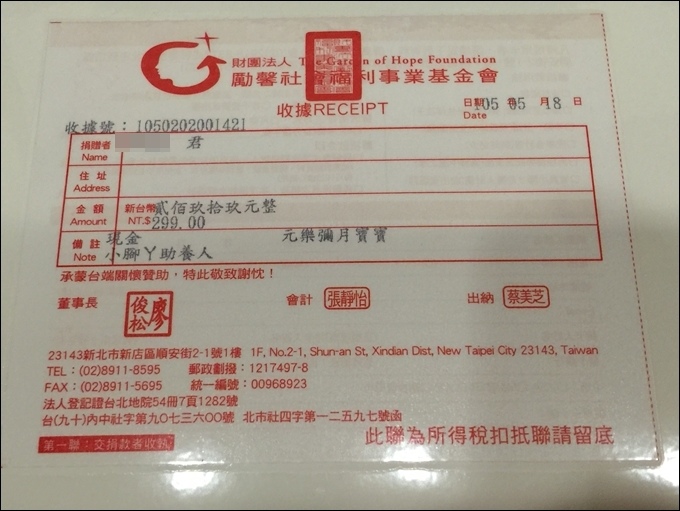 財團法人 The Garden of Hope Foundation
勵馨社會福利事業基金會
收據RECEIPT
日期 105 年 05 月 18 日
Date
收據號：105020201421
捐贈者 君
Name
住址
Address
金額 新台幣 貳佰玖拾玖元整
Amount NT.$ 299.00
備註 現金 元樂彌月寶寶
Note 小腳丫助養人
承蒙台端關懷贊助，特此敬致謝忱！
董事長 廖俊松 會計 張靜怡 出納 蔡美芝
23143新北市新店區順安街2-1號1樓 1F, No.2-1, Shun-an St, Xindian Dist, New Taipei City 23143, Taiwan
TEL：(02)8911-8595 郵政劃撥：1217497-8
FAX：(02)8911-5695 統一編號：00968923
法人登記證台北地院54冊7頁1282號
台(九十)內中社字第九0七三六00號 北市社四字第一二五九七號函
第一聯：交捐款者收執
此聯為所得稅扣抵聯請留底